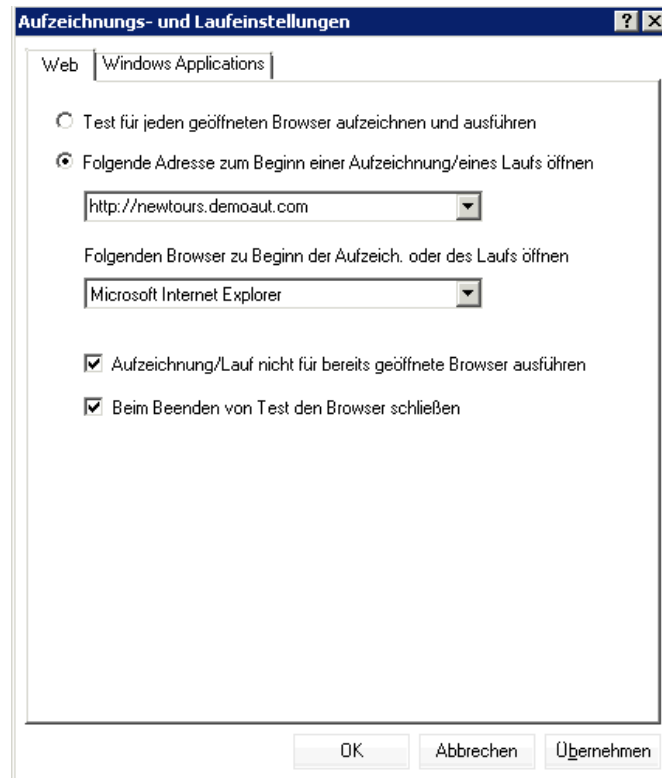 Aufzeichnungs- und Laufeinstellungen
Web
Windows Applications
Test für jeden geöffneten Browser aufzeichnen und ausführen
Folgende Adresse zum Beginn einer Aufzeichnung/eines Laufs öffnen
http://newtours.demoaut.com
Folgenden Browser zu Beginn der Aufzeich. oder des Laufs öffnen
Microsoft Internet Explorer
Aufzeichnung/Lauf nicht für bereits geöffnete Browser ausführen
Beim Beenden von Test den Browser schließen
OK
Abbrechen
Übernehmen